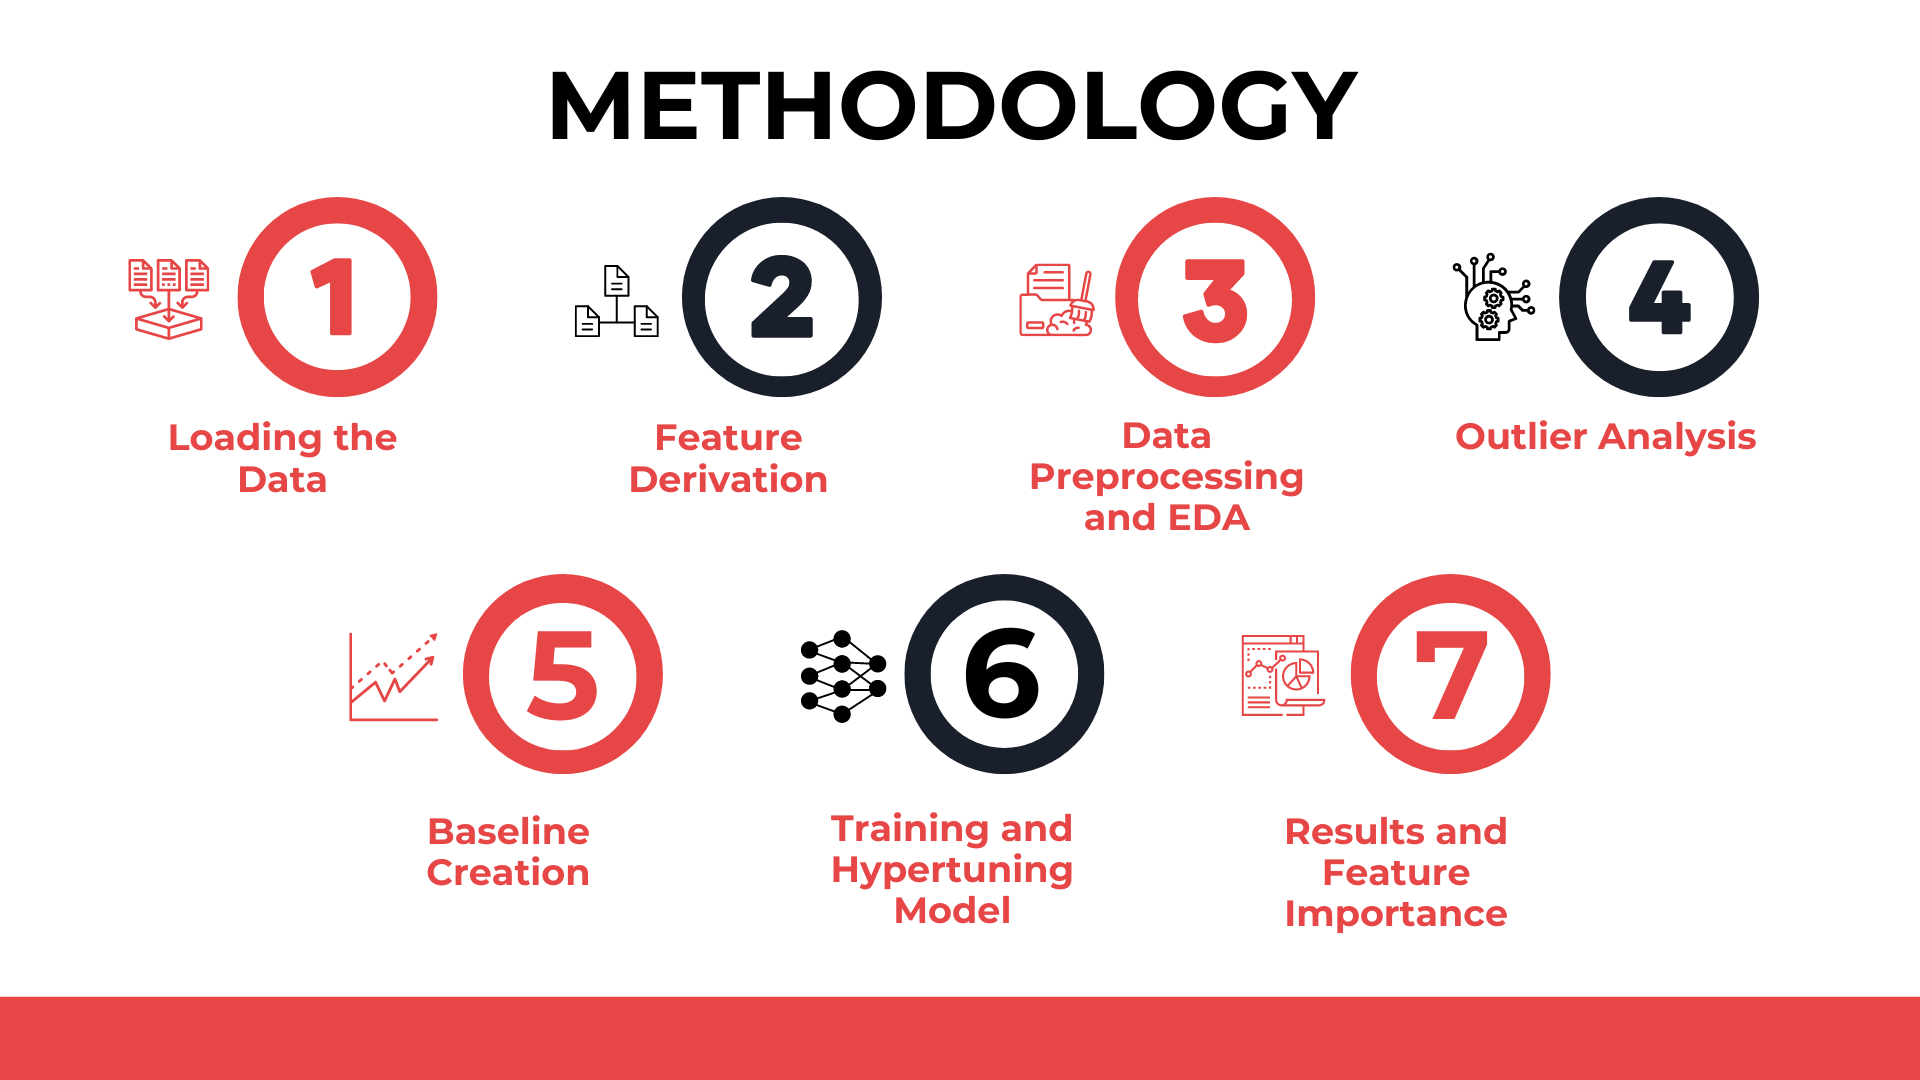 METHODOLOGY
1
Loading the
Data
2
Feature
Derivation
3
Data
Preprocessing
and EDA
4
Outlier Analysis
5
Baseline
Creation
6
Training and
Hypertuning
Model
7
Results and
Feature
Importance